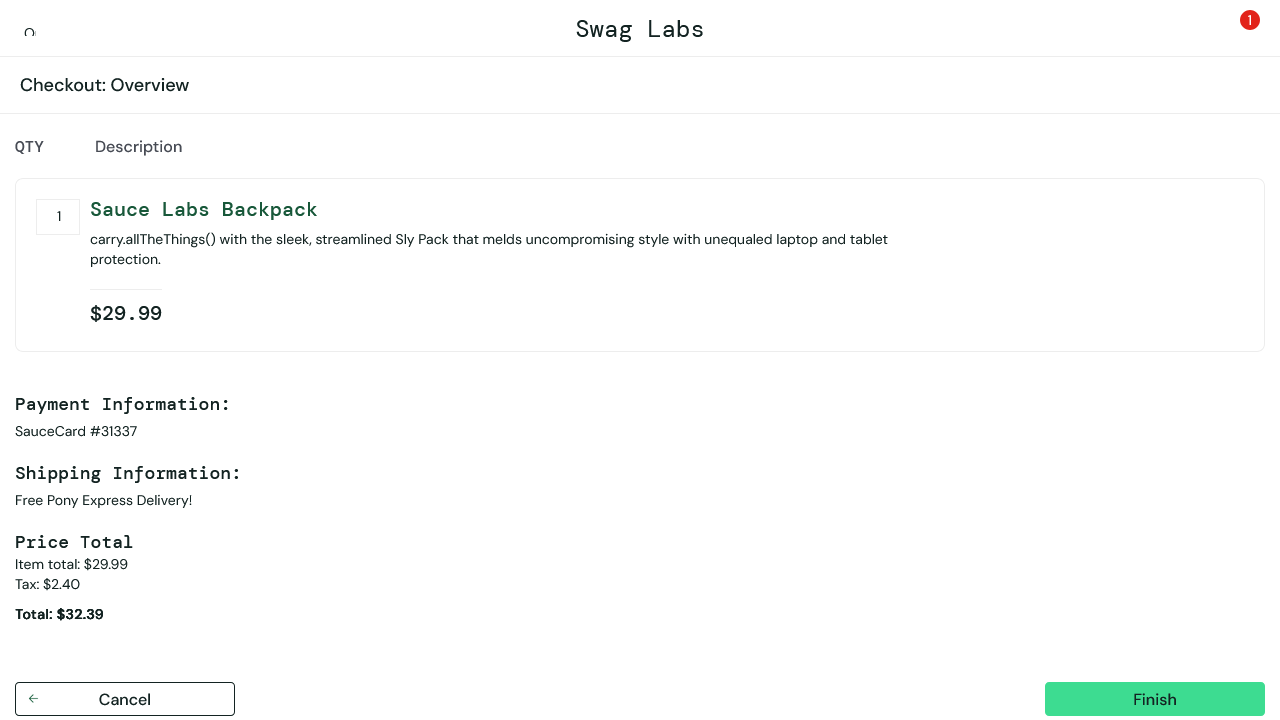 Swag Labs
1
Checkout: Overview
QTY Description
1
Sauce Labs Backpack
carry.allTheThings() with the sleek, streamlined Sly Pack that melds uncompromising style with unequaled laptop and tablet
protection.
$29.99
Payment Information:
SauceCard #31337
Shipping Information:
Free Pony Express Delivery!
Price Total
Item total: $29.99
Tax: $2.40
Total: $32.39
Cancel
Finish